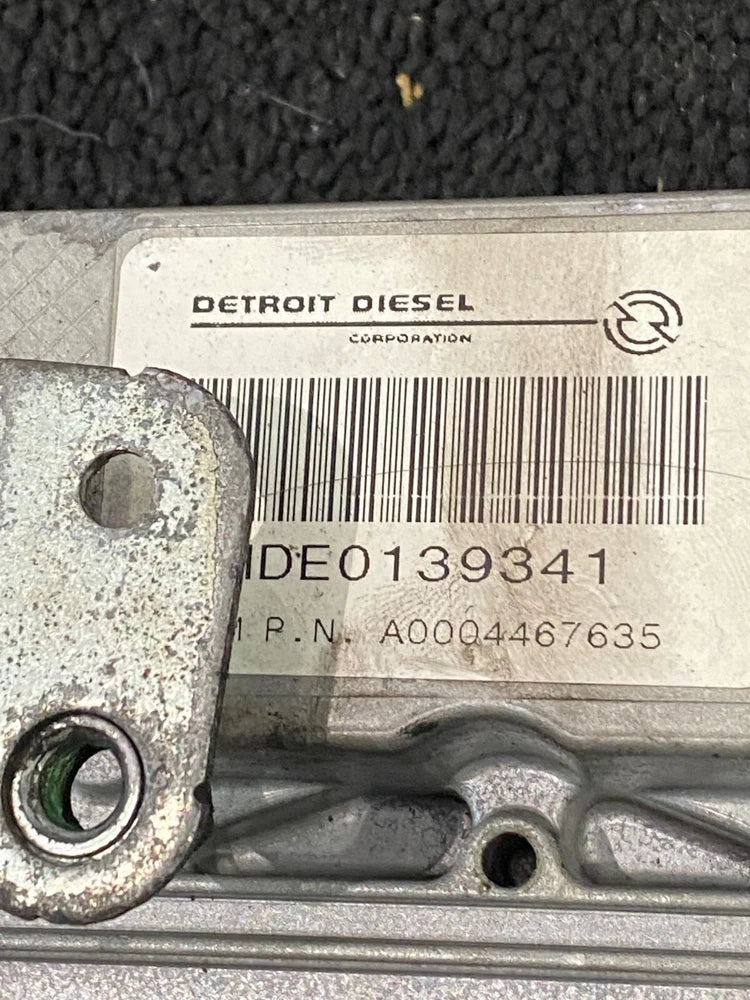 DETROIT DIESEL
CORPORATION
DE0139341
P.N. A0004467635